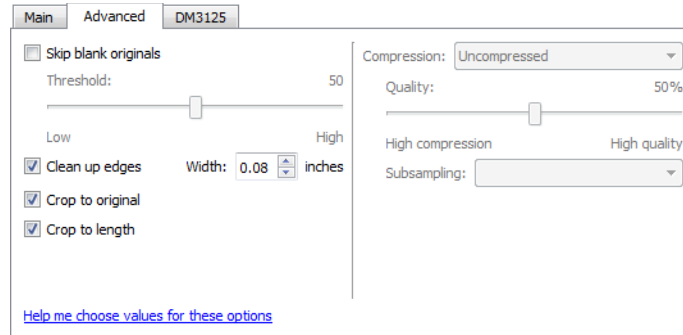 Main Advanced DM3125
Skip blank originals
Threshold: 50
Low High
Clean up edges Width: 0.08 inches
Crop to original
Crop to length
Help me choose values for these options
Compression: Uncompressed
Quality: 50%
High compression High quality
Subsampling: